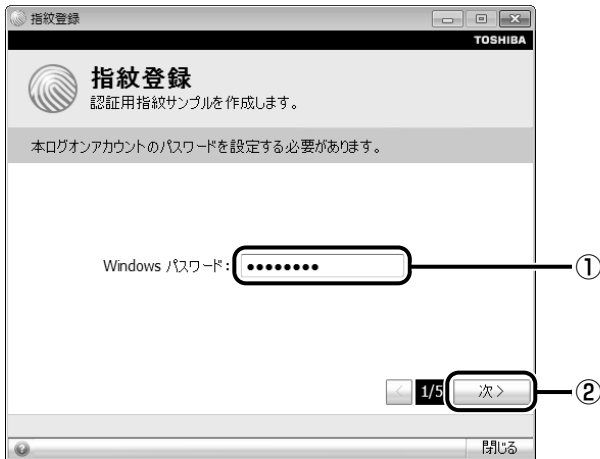 指紋登録
TOSHIBA
指紋登録
認証用指紋サンプルを作成します。
本ログオンアカウントのパスワードを設定する必要があります。
Windows パスワード: ●●●●●●●●
①
< 1/5 次 >
②
閉じる